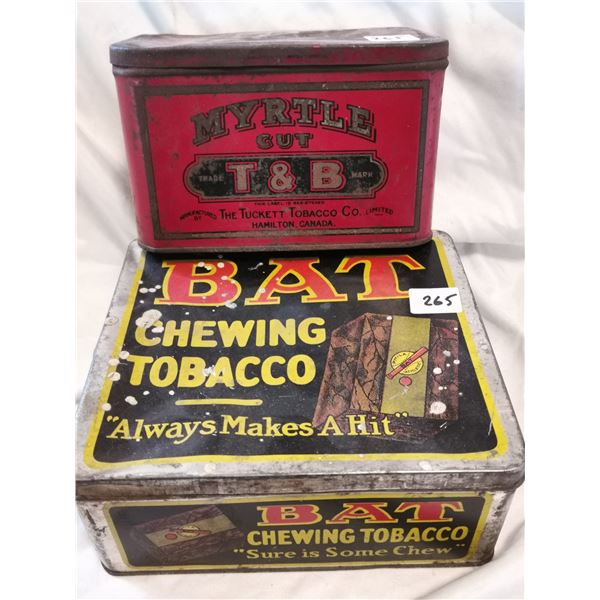 MYRTLE
CUT
TRADE T & B MARK
THIS LABEL IS REGISTERED
MANUFACTURED BY THE TUCKETT TOBACCO CO. LIMITED
HAMILTON, CANADA.
BAT
265
CHEWING
TOBACCO
"Always Makes A Hit"
BAT
CHEWING TOBACCO
"Sure is Some Chew"